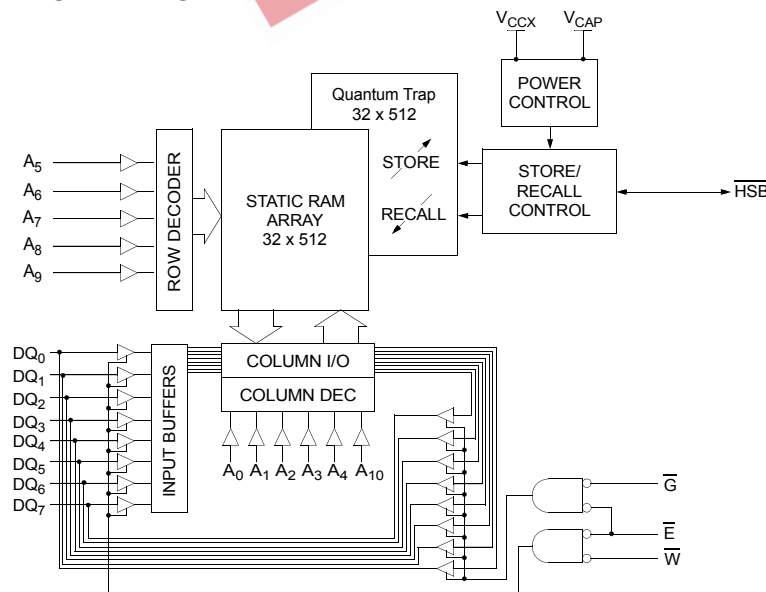 V_CCX V_CAP
POWER
CONTROL
Quantum Trap
32 x 512
STORE
RECALL
STORE/
RECALL
CONTROL
HSB
A5
A6
A7
A8
A9
ROW DECODER
STATIC RAM
ARRAY
32 x 512
DQ0
DQ1
DQ2
DQ3
DQ4
DQ5
DQ6
DQ7
INPUT BUFFERS
COLUMN I/O
COLUMN DEC
A0 A1 A2 A3 A4 A10
G
E
W